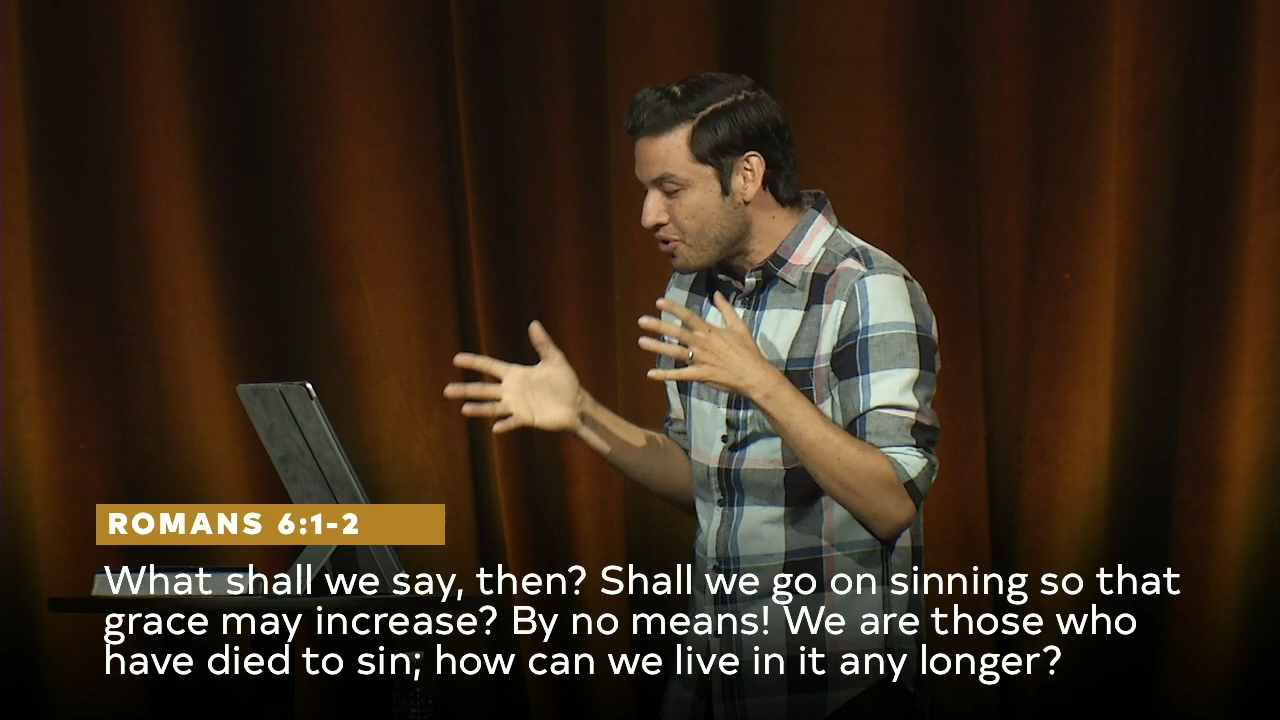 ROMANS 6:1-2
What shall we say, then? Shall we go on sinning so that
grace may increase? By no means! We are those who
have died to sin; how can we live in it any longer?